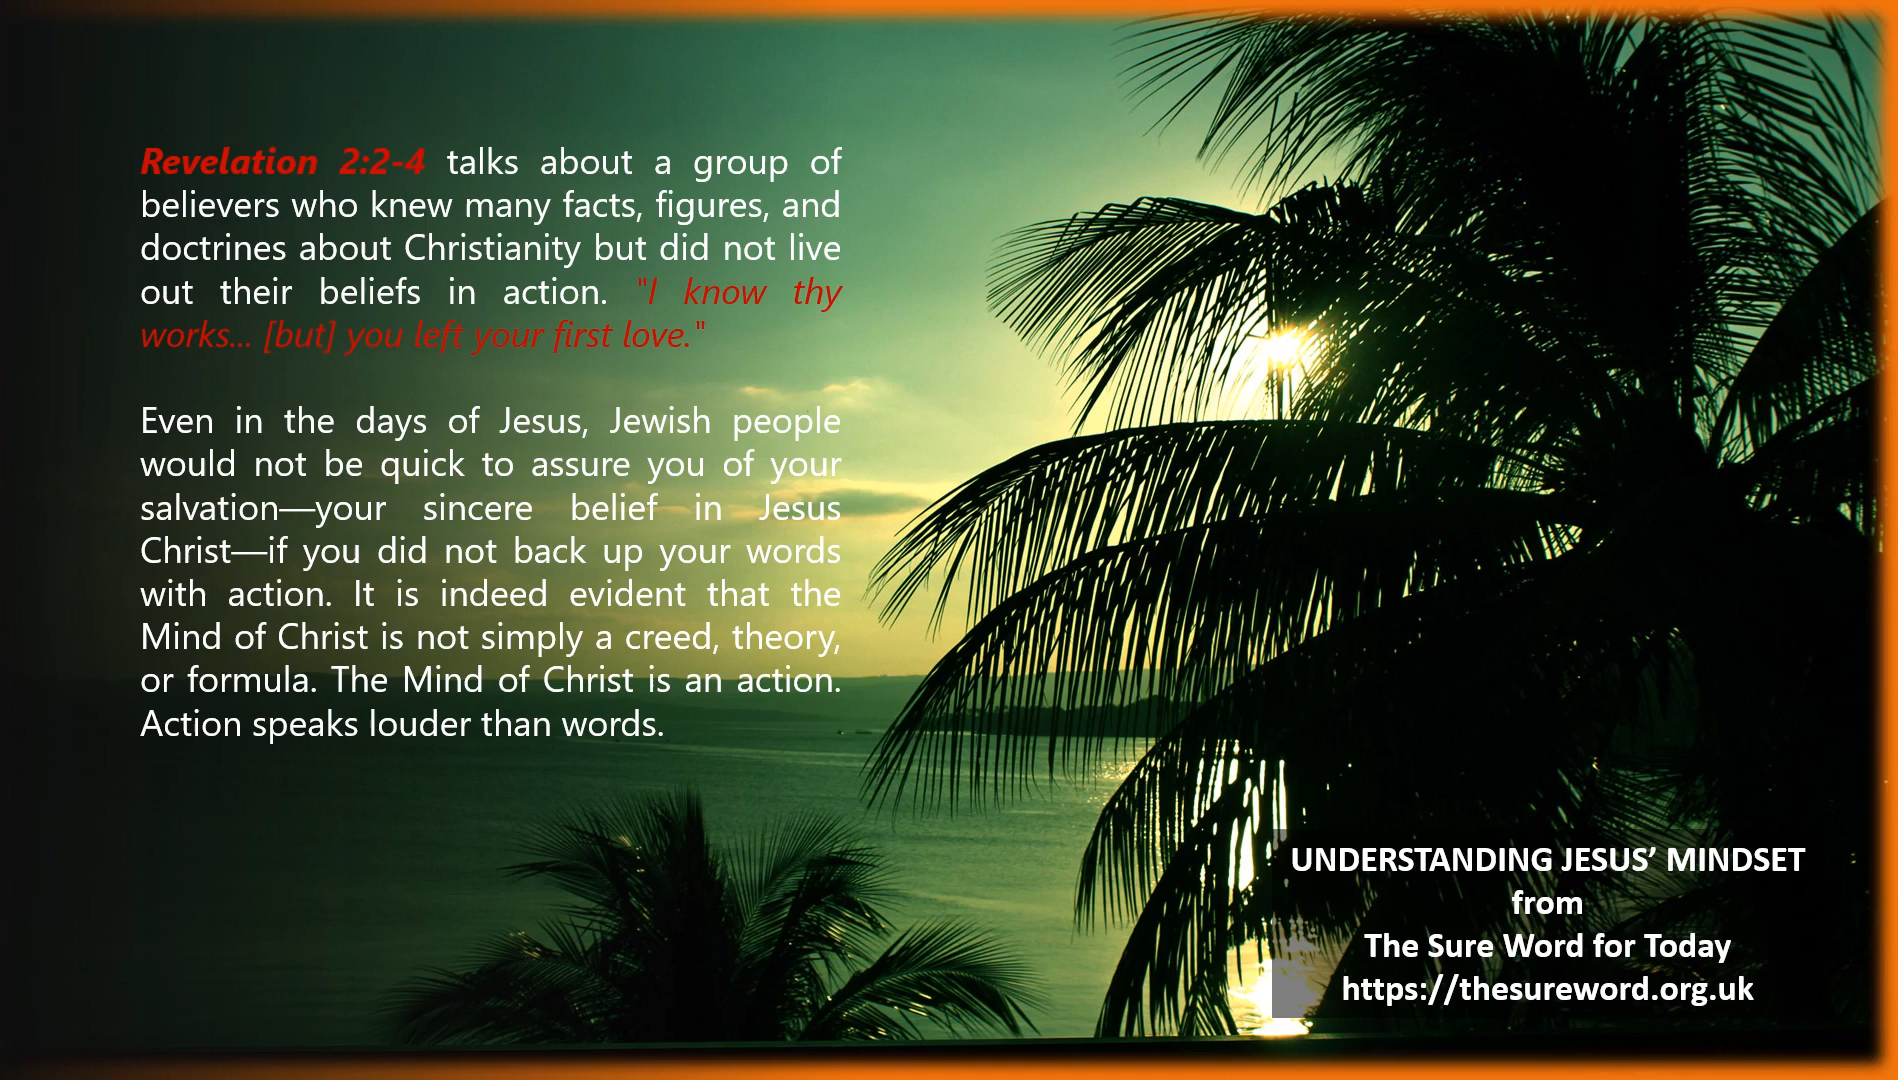 Revelation 2:2-4 talks about a group of
believers who knew many facts, figures, and
doctrines about Christianity but did not live
out their beliefs in action. "I know thy
works... [but] you left your first love."
Even in the days of Jesus, Jewish people
would not be quick to assure you of your
salvation—your sincere belief in Jesus
Christ—if you did not back up your words
with action. It is indeed evident that the
Mind of Christ is not simply a creed, theory,
or formula. The Mind of Christ is an action.
Action speaks louder than words.
UNDERSTANDING JESUS’ MINDSET
from
The Sure Word for Today
https://thesureword.org.uk